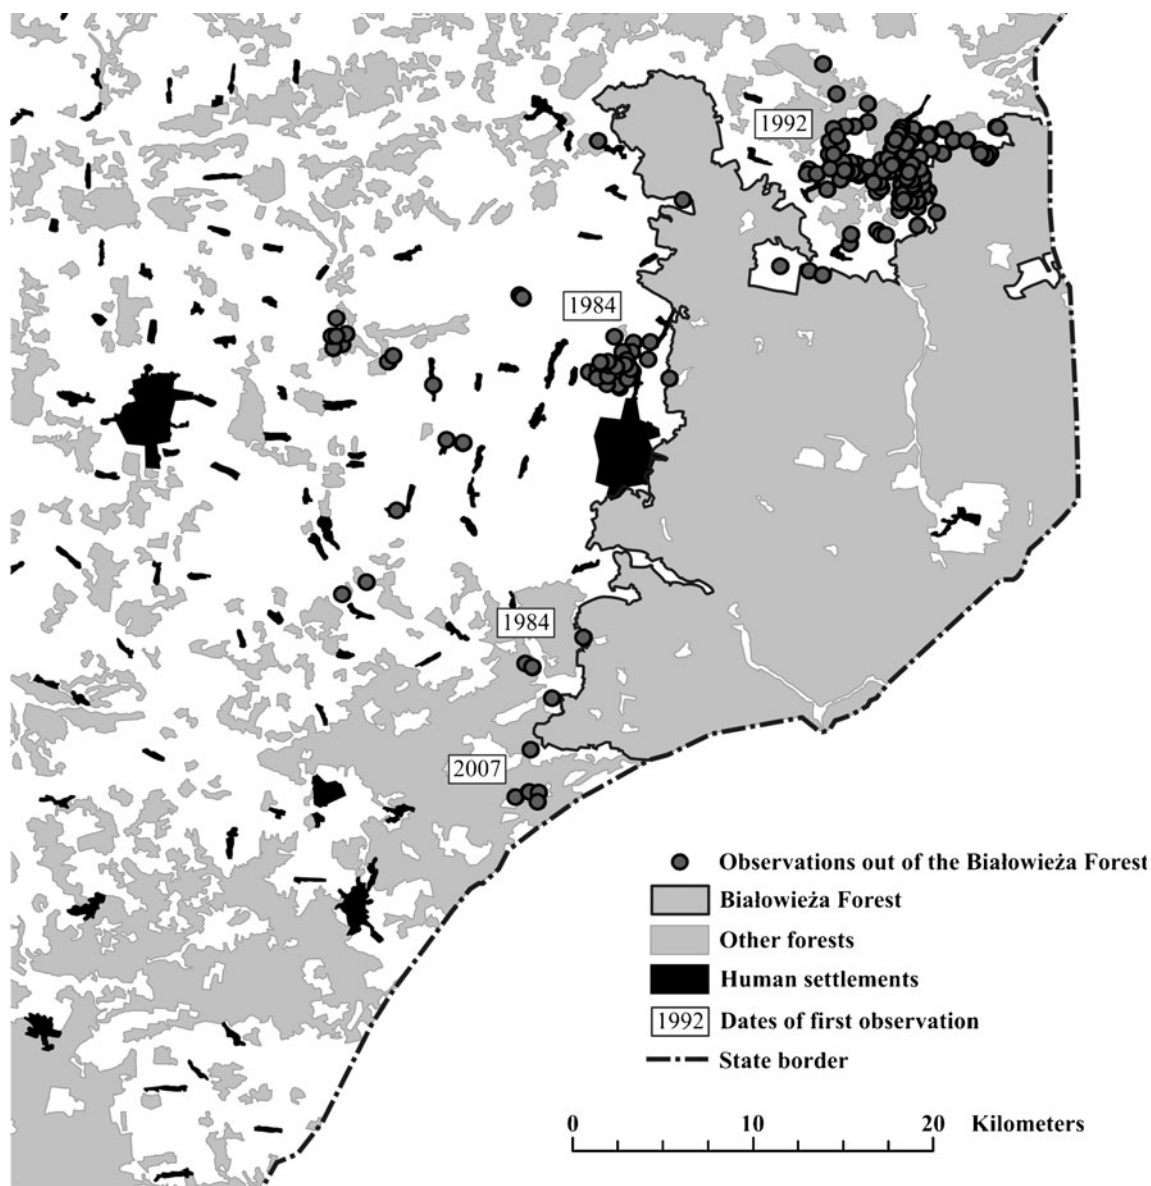 1992
1984
1984
2007
Observations out of the Białowieża Forest
Białowieża Forest
Other forests
Human settlements
1992 Dates of first observation
State border
0 10 20 Kilometers